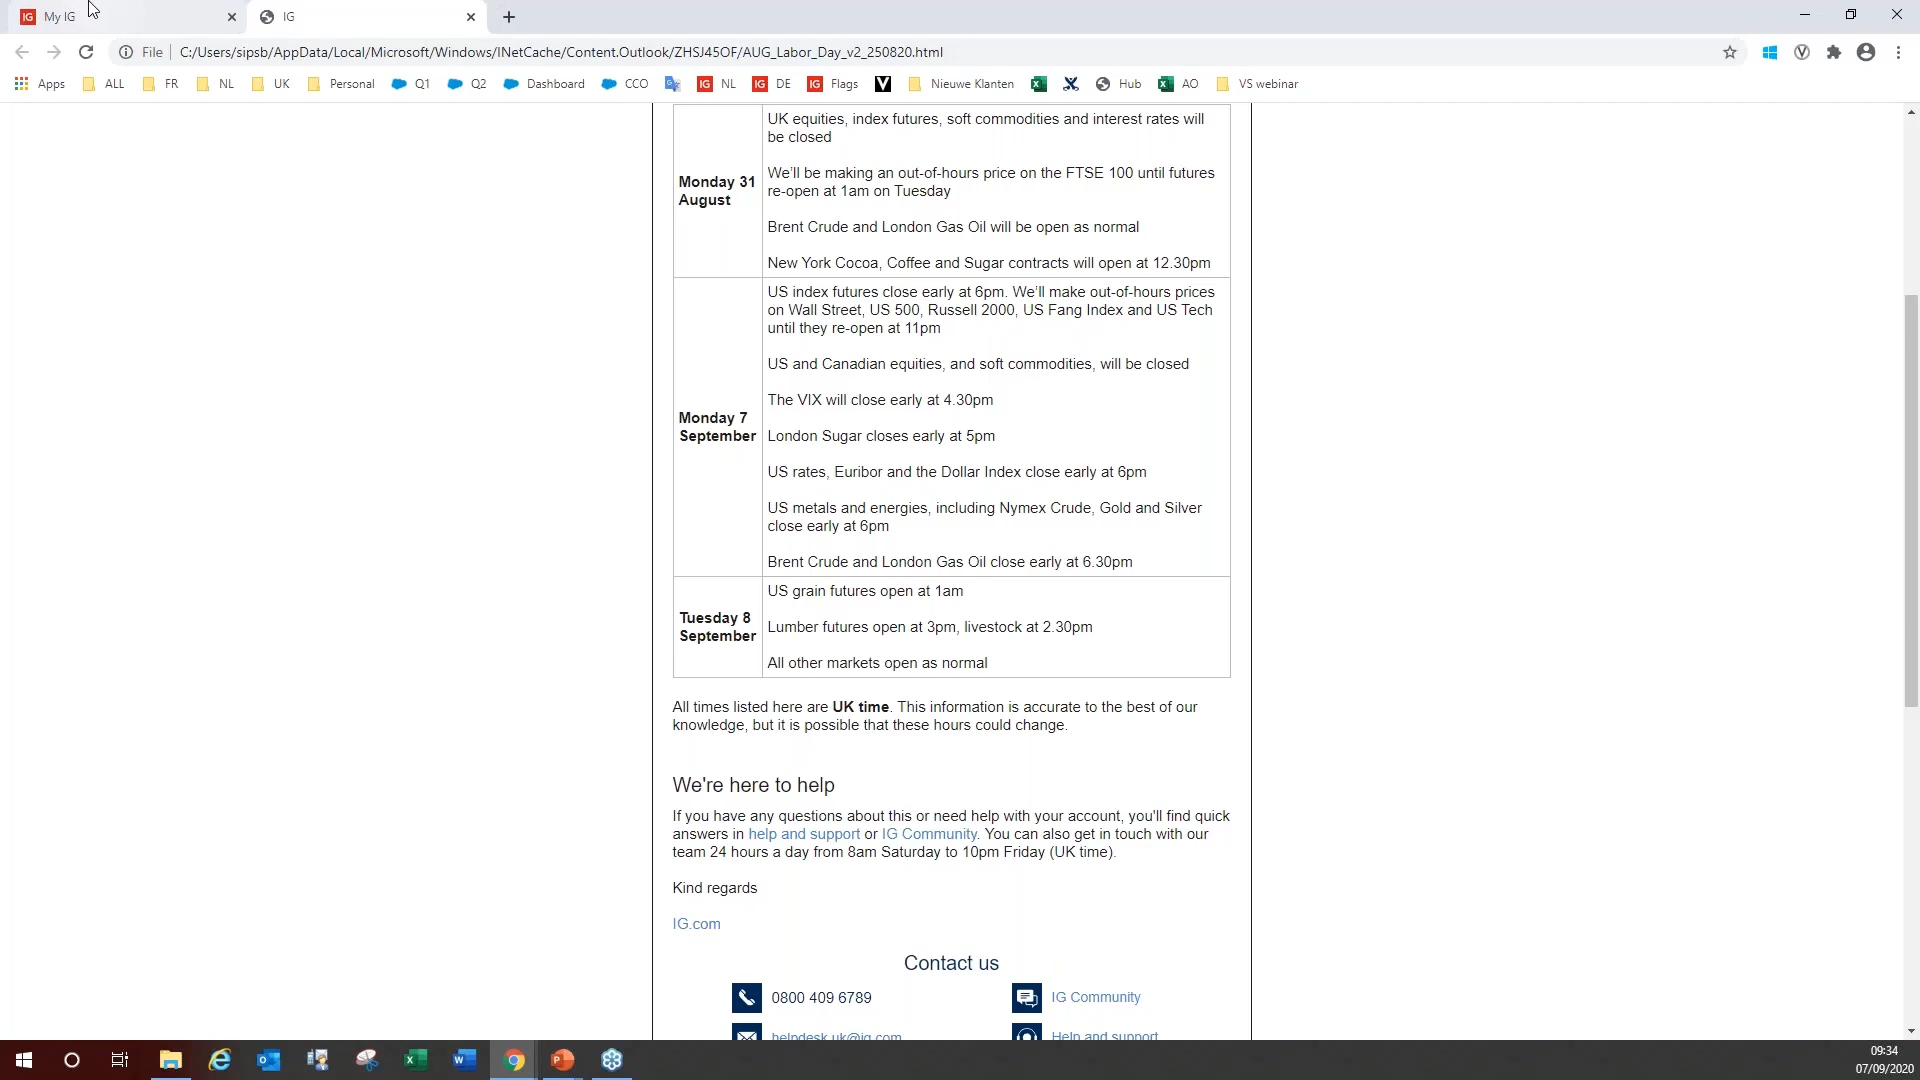 IG My IG
IG
File C:/Users/sipsb/AppData/Local/Microsoft/Windows/INetCache/Content.Outlook/ZHSJ45OF/AUG_Labor_Day_v2_250820.html
Apps ALL FR NL UK Personal Q1 Q2 Dashboard CCO IG NL IG DE IG Flags Nieuwe Klanten Hub AO VS webinar
Monday 31
August
UK equities, index futures, soft commodities and interest rates will
be closed
We'll be making an out-of-hours price on the FTSE 100 until futures
re-open at 1am on Tuesday
Brent Crude and London Gas Oil will be open as normal
New York Cocoa, Coffee and Sugar contracts will open at 12.30pm
Monday 7
September
US index futures close early at 6pm. We'll make out-of-hours prices
on Wall Street, US 500, Russell 2000, US Fang Index and US Tech
until they re-open at 11pm
US and Canadian equities, and soft commodities, will be closed
The VIX will close early at 4.30pm
London Sugar closes early at 5pm
US rates, Euribor and the Dollar Index close early at 6pm
US metals and energies, including Nymex Crude, Gold and Silver
close early at 6pm
Brent Crude and London Gas Oil close early at 6.30pm
Tuesday 8
September
US grain futures open at 1am
Lumber futures open at 3pm, livestock at 2.30pm
All other markets open as normal
All times listed here are UK time. This information is accurate to the best of our
knowledge, but it is possible that these hours could change.
We're here to help
If you have any questions about this or need help with your account, you'll find quick
answers in help and support or IG Community. You can also get in touch with our
team 24 hours a day from 8am Saturday to 10pm Friday (UK time).
Kind regards
IG.com
Contact us
0800 409 6789
IG Community
helpdesk.uk@ig.com
Help and support
09:34
07/09/2020